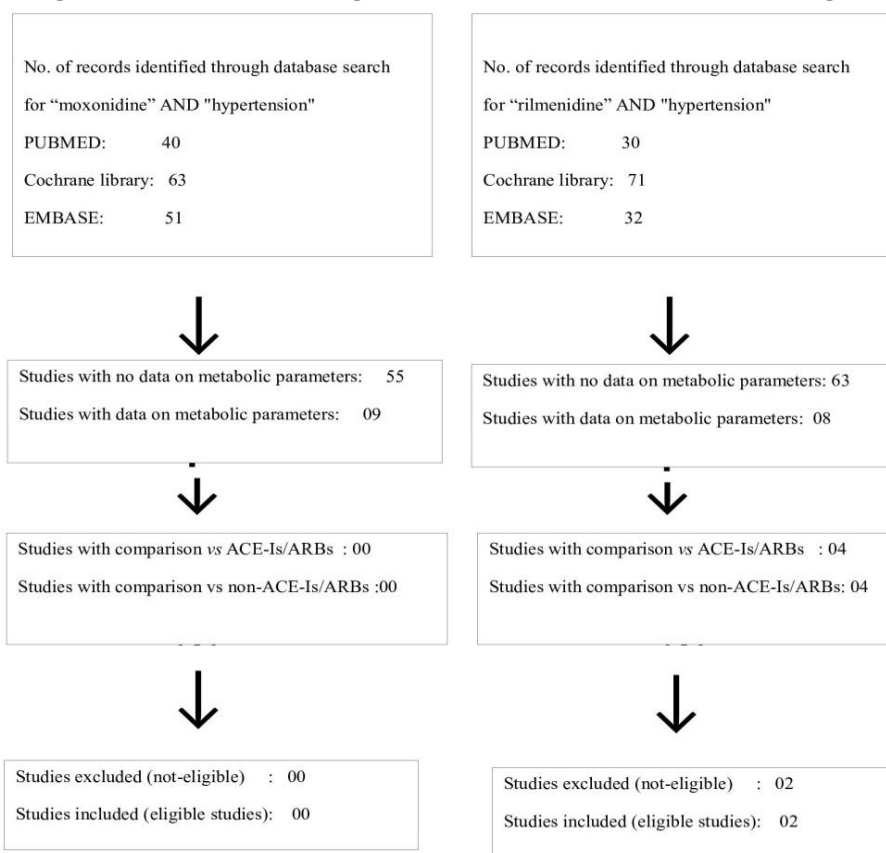 No. of records identified through database search
for “moxonidine” AND "hypertension"
PUBMED: 40
Cochrane library: 63
EMBASE: 51
No. of records identified through database search
for “rilmenidine” AND "hypertension"
PUBMED: 30
Cochrane library: 71
EMBASE: 32
Studies with no data on metabolic parameters: 55
Studies with data on metabolic parameters: 09
Studies with no data on metabolic parameters: 63
Studies with data on metabolic parameters: 08
Studies with comparison vs ACE-Is/ARBs : 00
Studies with comparison vs non-ACE-Is/ARBs :00
Studies with comparison vs ACE-Is/ARBs : 04
Studies with comparison vs non-ACE-Is/ARBs: 04
Studies excluded (not-eligible) : 00
Studies included (eligible studies): 00
Studies excluded (not-eligible) : 02
Studies included (eligible studies): 02